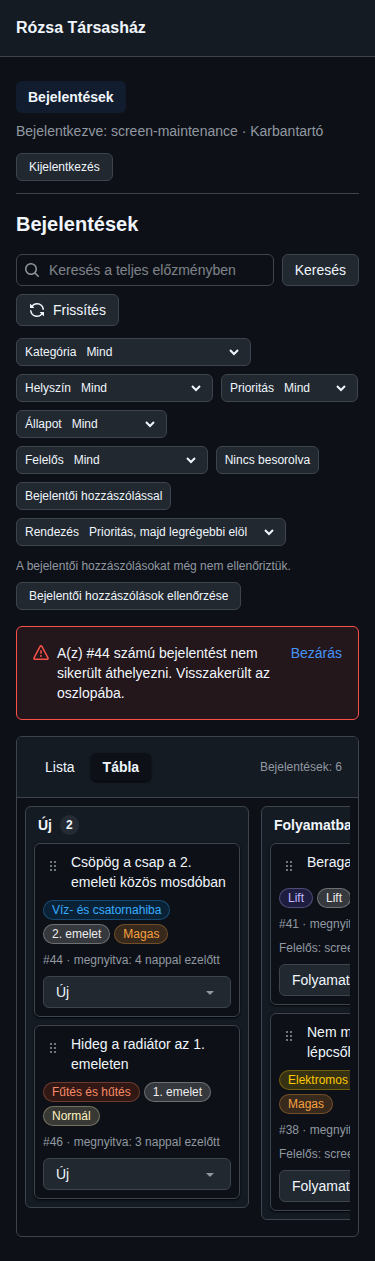 Rózsa Társasház
Bejelentések
Bejelentkezve: screen-maintenance · Karbantartó
Kijelentkezés
Bejelentések
Keresés a teljes előzményben
Keresés
Frissítés
Kategória Mind
Helyszín Mind
Prioritás Mind
Állapot Mind
Felelős Mind
Nincs besorolva
Bejelentői hozzászólással
Rendezés Prioritás, majd legrégebbi elöl
A bejelentői hozzászólásokat még nem ellenőriztük.
Bejelentői hozzászólások ellenőrzése
A(z) #44 számú bejelentést nem
sikerült áthelyezni. Visszakerült az
oszlopába.
Bezárás
Lista
Tábla
Bejelentések: 6
Új 2
Csöpög a csap a 2.
emeleti közös mosdóban
Víz- és csatornahiba
2. emelet
Magas
#44 · megnyitva: 4 nappal ezelőtt
Új
Hideg a radiátor az 1.
emeleten
Fűtés és hűtés
1. emelet
Normál
#46 · megnyitva: 3 nappal ezelőtt
Új
Folyamatba
Beraga
Lift
Lift
#41 · megnyit
Felelős: scree
Folyamat
Nem m
lépcsől
Elektromos
Magas
#38 · megnyit
Felelős: scree
Folyamat